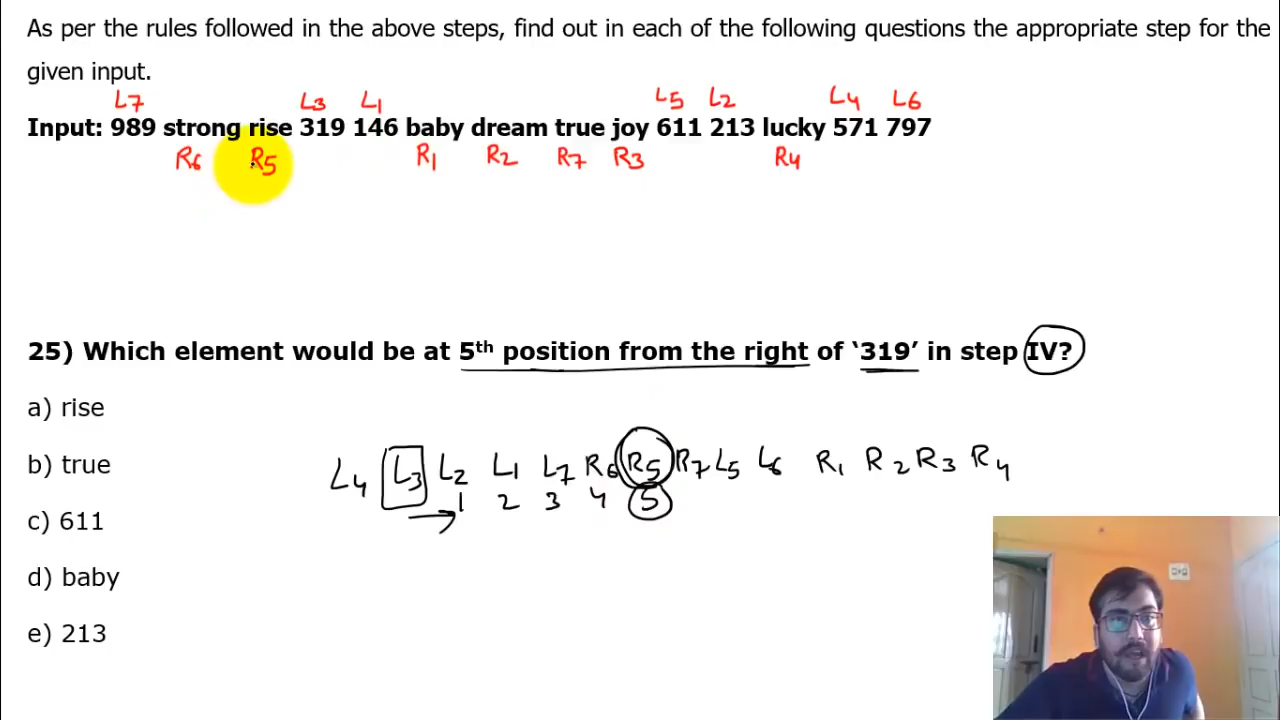 As per the rules followed in the above steps, find out in each of the following questions the appropriate step for the
given input.
L7 L3 L1 L5 L2 L4 L6
Input: 989 strong rise 319 146 baby dream true joy 611 213 lucky 571 797
R6 R5 R1 R2 R7 R3 R4
25) Which element would be at 5th position from the right of ‘319’ in step IV?
a) rise
b) true
L4 L3 L2 L1 L7 R6 R5 R7 L5 L6 R1 R2 R3 R4
1 2 3 4 5
c) 611
d) baby
e) 213